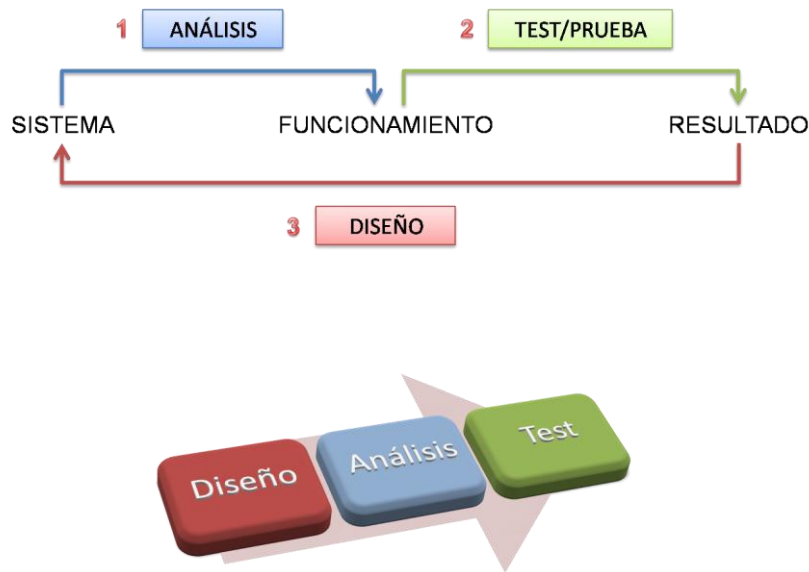 1 ANÁLISIS 2 TEST/PRUEBA
SISTEMA FUNCIONAMIENTO RESULTADO
3 DISEÑO
Diseño Análisis Test